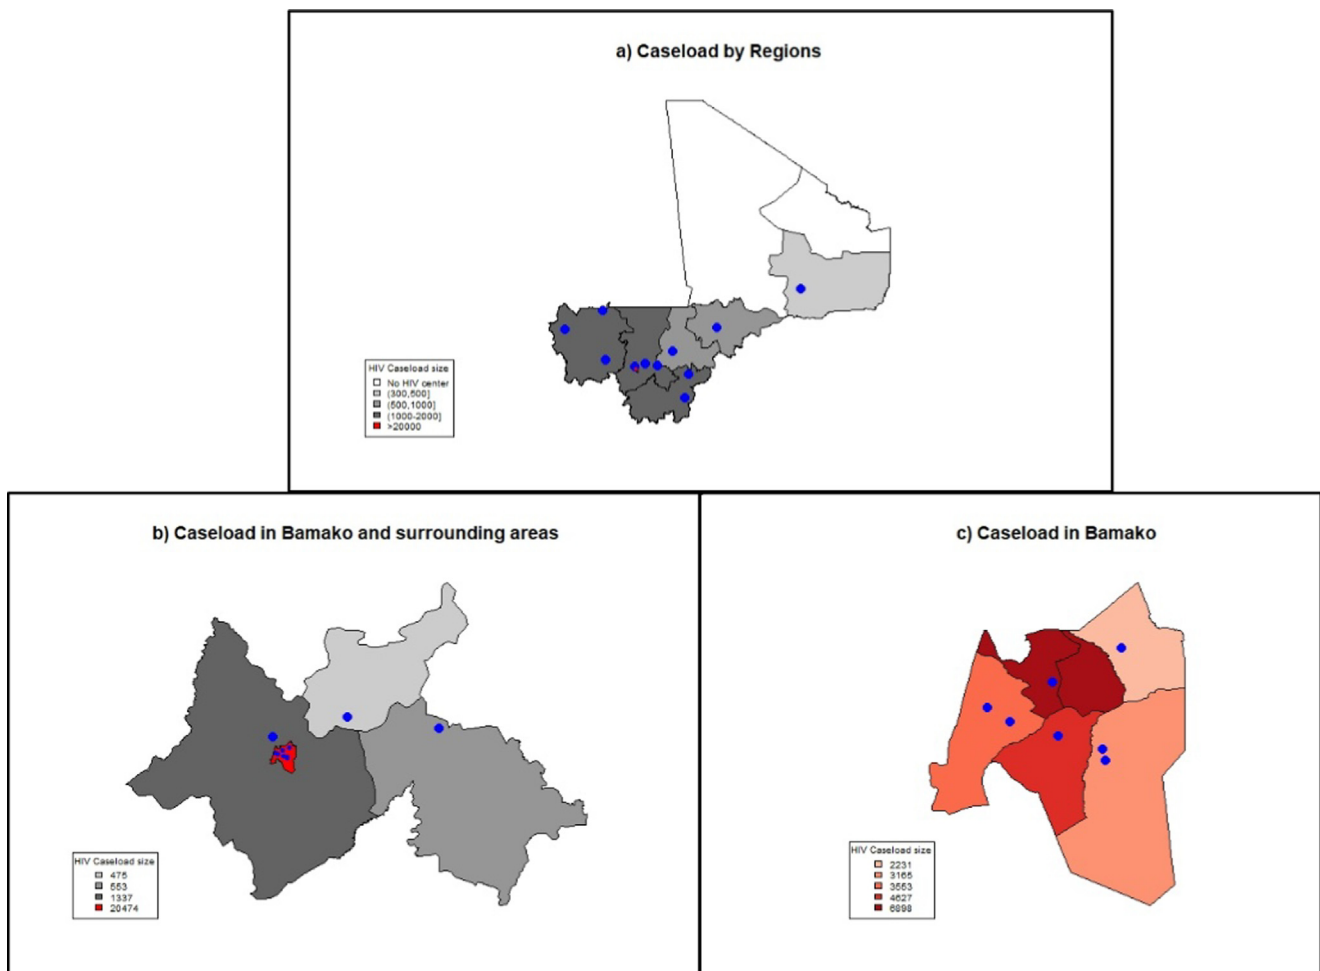 a) Caseload by Regions
HIV Caseload size
No HIV center
(300,500]
(500,1000]
(1000-2000]
>20000
b) Caseload in Bamako and surrounding areas
HIV Caseload size
475
553
1337
20474
c) Caseload in Bamako
HIV Caseload size
2231
3165
3553
4627
6898